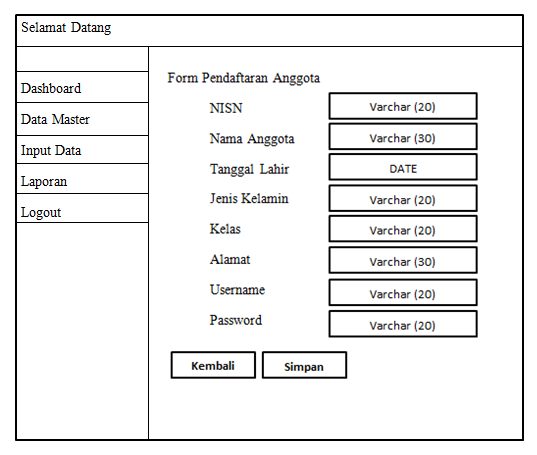 Selamat Datang
Dashboard
Data Master
Input Data
Laporan
Logout
Form Pendaftaran Anggota
NISN Varchar (20)
Nama Anggota Varchar (30)
Tanggal Lahir DATE
Jenis Kelamin Varchar (20)
Kelas Varchar (20)
Alamat Varchar (30)
Username Varchar (20)
Password Varchar (20)
Kembali Simpan